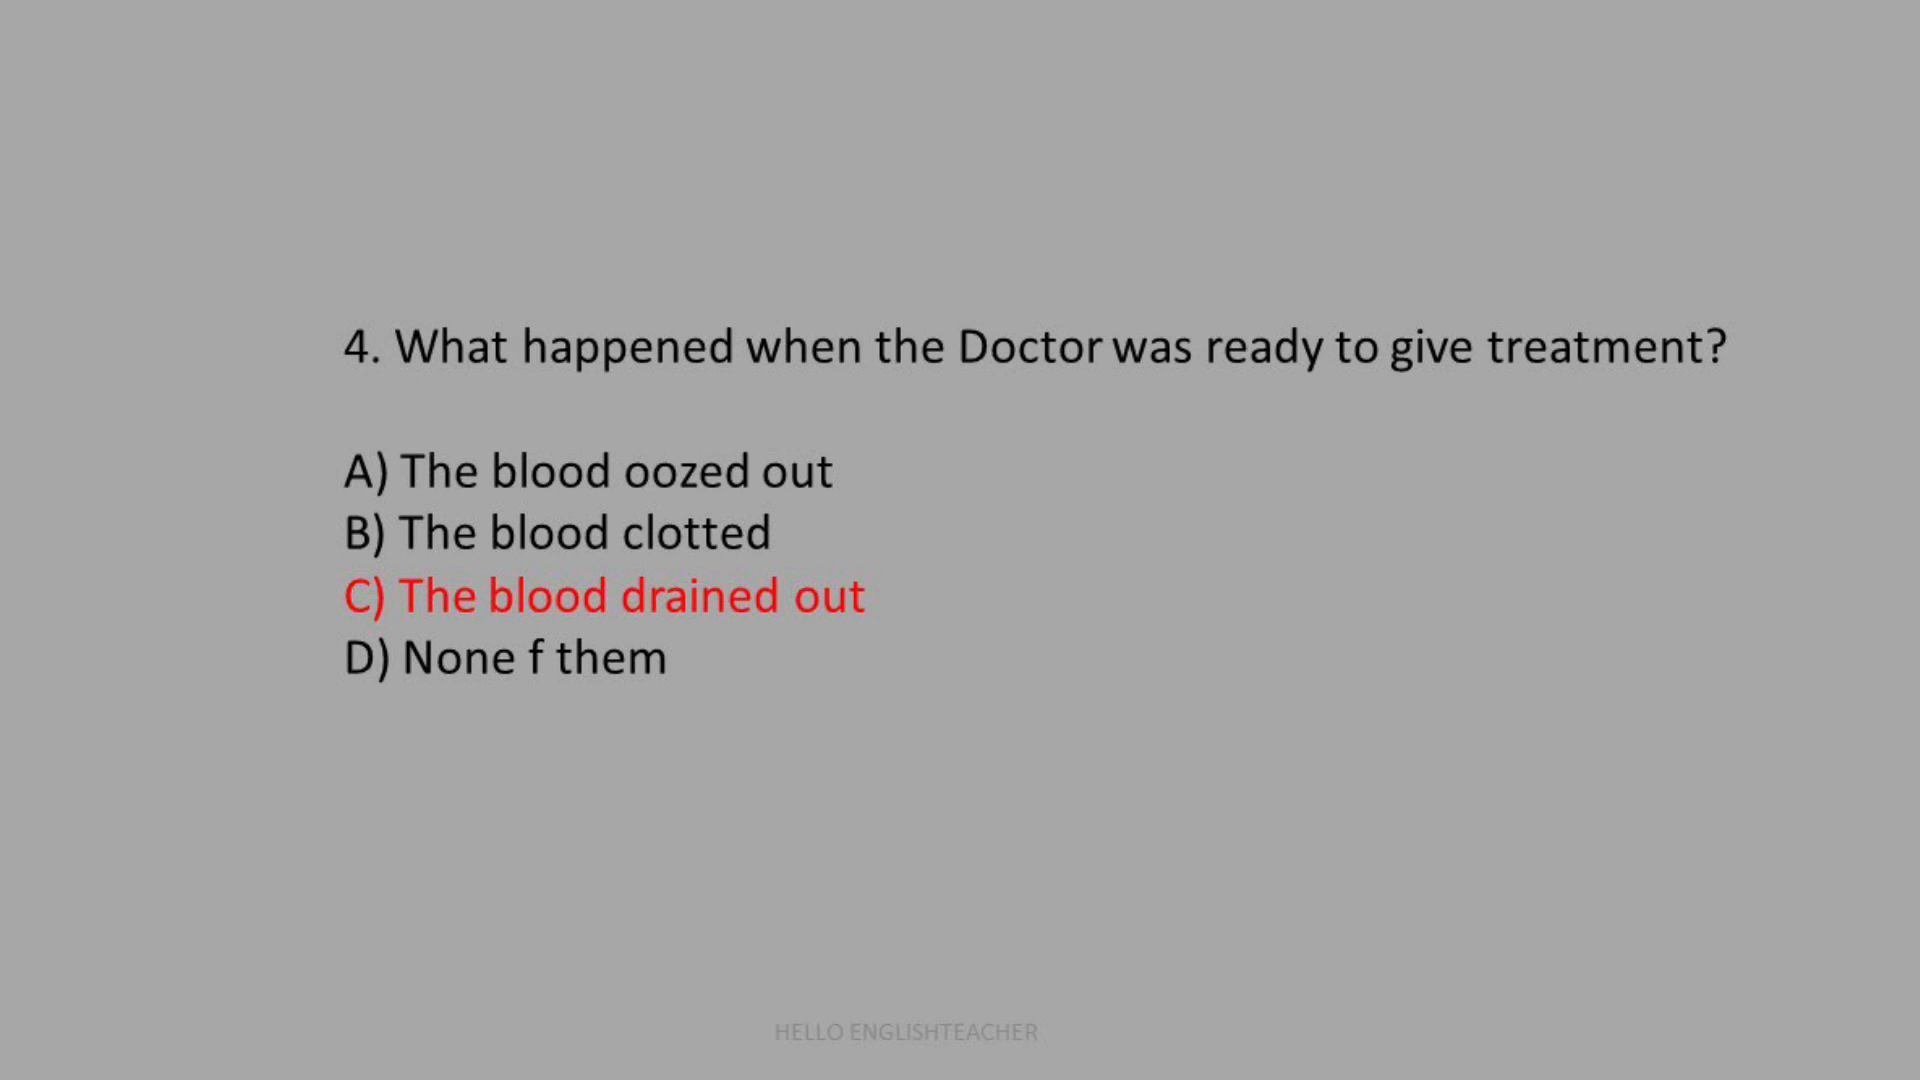 4. What happened when the Doctor was ready to give treatment?
A) The blood oozed out
B) The blood clotted
C) The blood drained out
D) None f them
HELLO ENGLISHTEACHER